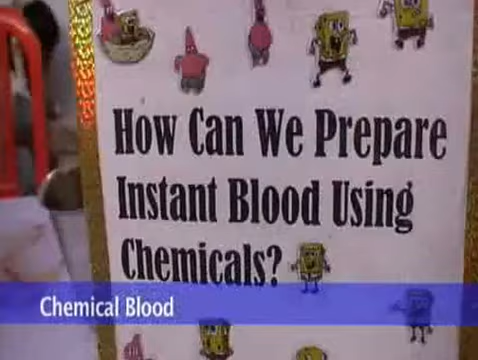 How Can We Prepare
Instant Blood Using
Chemicals?
Chemical Blood